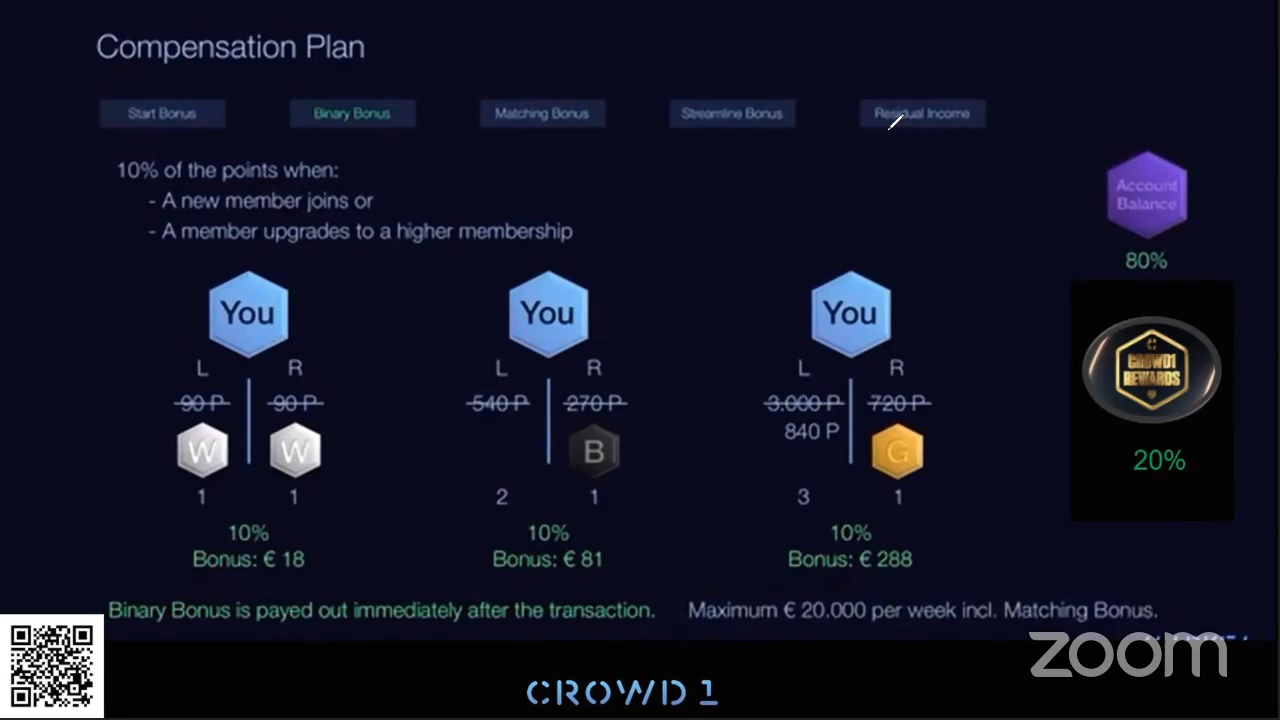 Compensation Plan
Start Bonus
Binary Bonus
Matching Bonus
Streamline Bonus
Residual Income
10% of the points when:
- A new member joins or
- A member upgrades to a higher membership
Account
Balance
80%
CROWD1
REWARDS
20%
You
L R
90 P 90 P
W W
1 1
10%
Bonus: € 18
You
L R
540 P 270 P
B
2 1
10%
Bonus: € 81
You
L R
3.000 P 720 P
840 P
G
3 1
10%
Bonus: € 288
Binary Bonus is payed out immediately after the transaction.
Maximum € 20.000 per week incl. Matching Bonus.
zoom
CROWD1